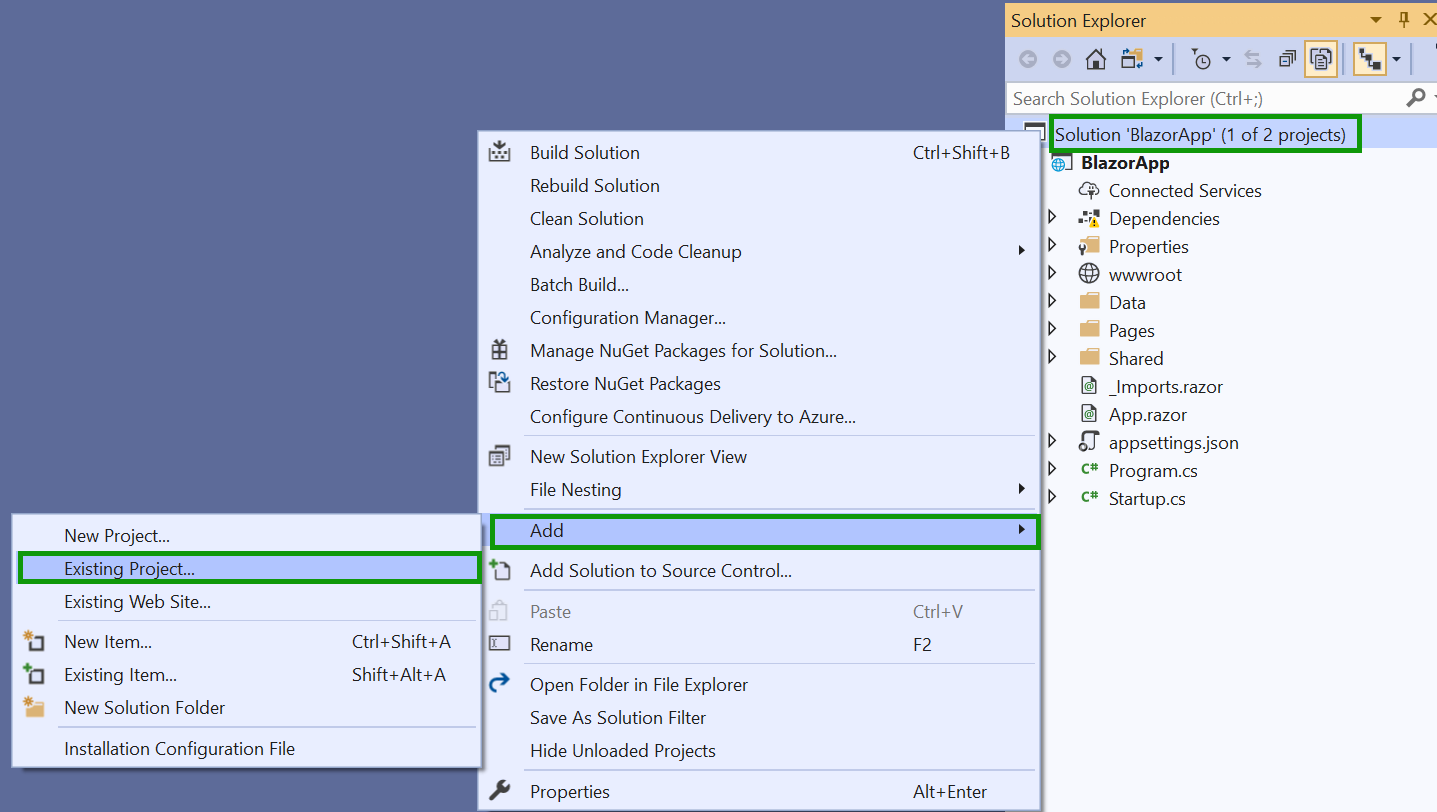 Solution Explorer
Search Solution Explorer (Ctrl+;)
Solution 'BlazorApp' (1 of 2 projects)
BlazorApp
Connected Services
Dependencies
Properties
wwwroot
Data
Pages
Shared
_Imports.razor
App.razor
appsettings.json
C# Program.cs
C# Startup.cs
Build Solution Ctrl+Shift+B
Rebuild Solution
Clean Solution
Analyze and Code Cleanup
Batch Build...
Configuration Manager...
Manage NuGet Packages for Solution...
Restore NuGet Packages
Configure Continuous Delivery to Azure...
New Solution Explorer View
File Nesting
Add
Add Solution to Source Control...
Paste Ctrl+V
Rename F2
Open Folder in File Explorer
Save As Solution Filter
Hide Unloaded Projects
Properties Alt+Enter
New Project...
Existing Project...
Existing Web Site...
New Item... Ctrl+Shift+A
Existing Item... Shift+Alt+A
New Solution Folder
Installation Configuration File